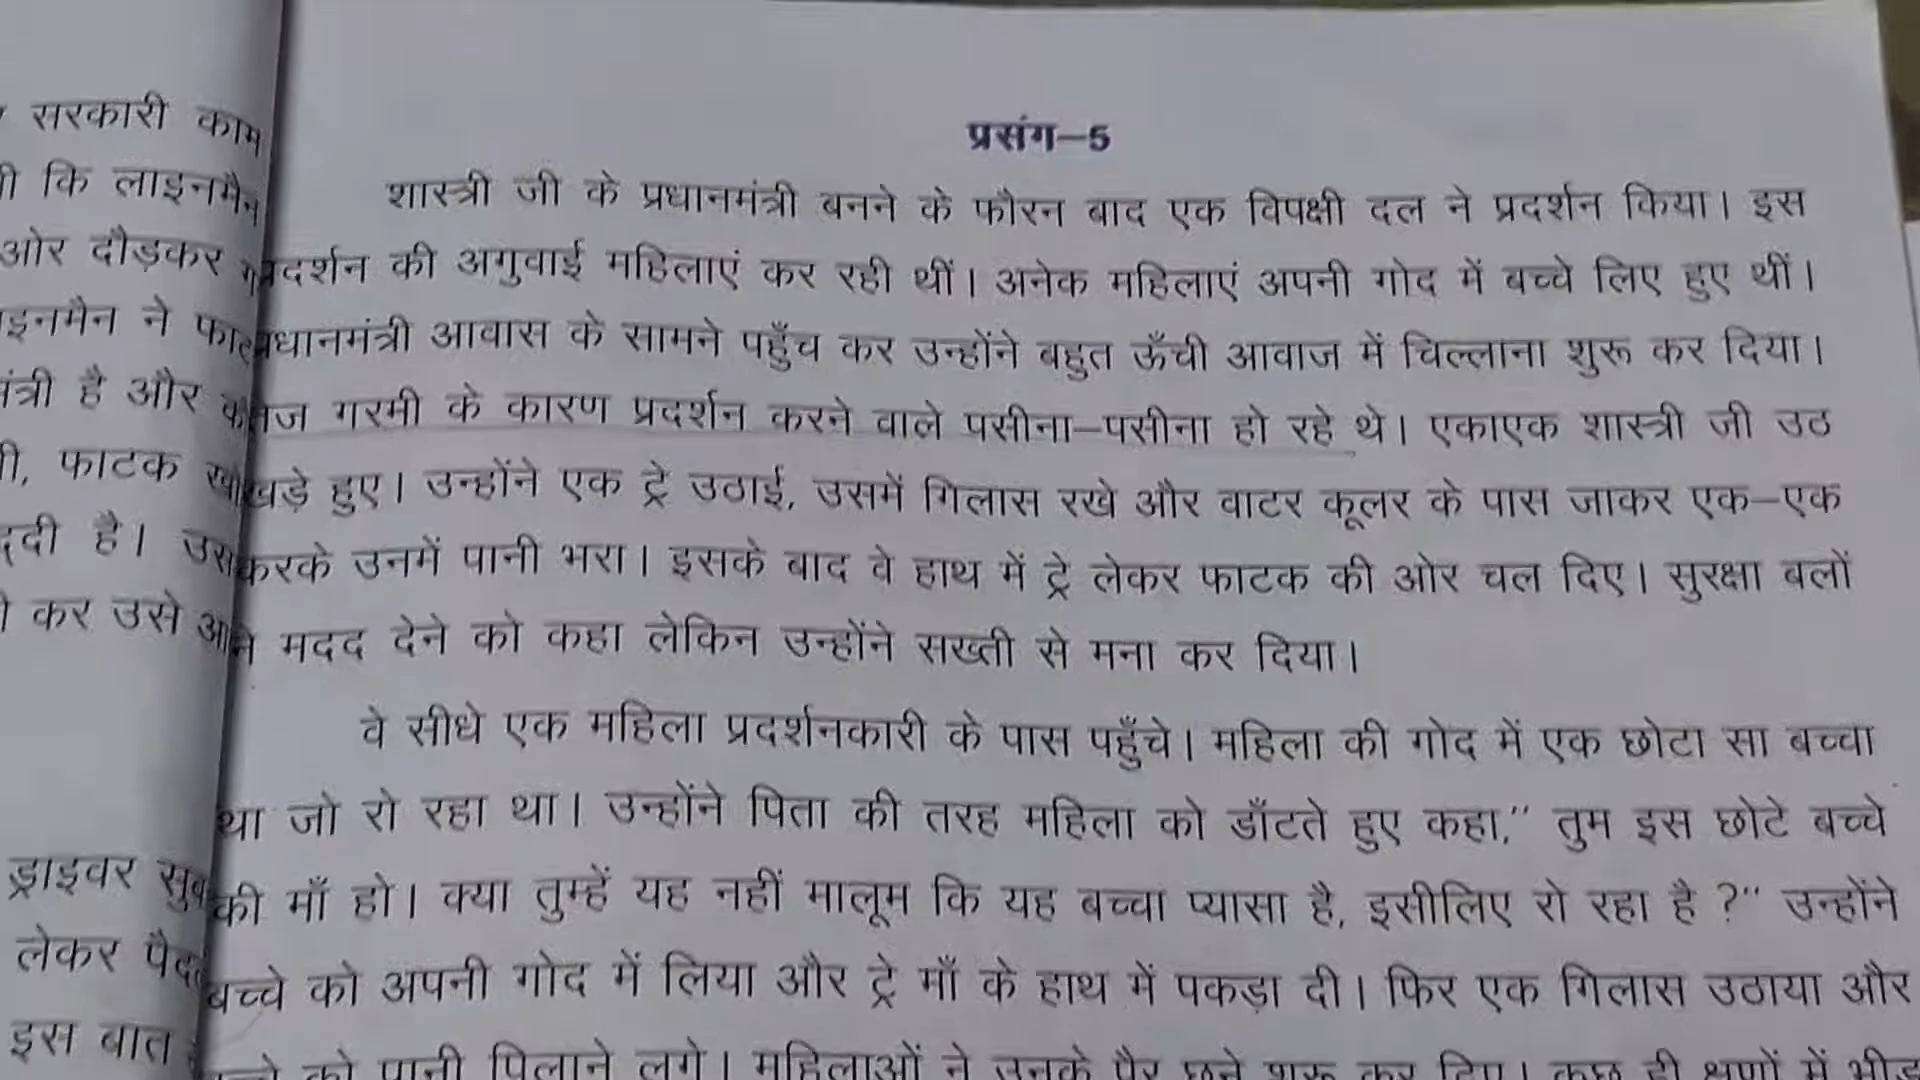 सरकारी काम
कि लाइनमैन
ओर दौड़कर
ने
है और
फाटक
है।
कर उसे
ड्राइवर
लेकर
इस बात
प्रसंग–5
शास्त्री जी के प्रधानमंत्री बनने के फौरन बाद एक विपक्षी दल ने प्रदर्शन किया। इस
प्रदर्शन की अगुवाई महिलाएं कर रही थीं। अनेक महिलाएं अपनी गोद में बच्चे लिए हुए थीं।
प्रधानमंत्री आवास के सामने पहुँच कर उन्होंने बहुत ऊँची आवाज में चिल्लाना शुरू कर दिया।
तेज गरमी के कारण प्रदर्शन करने वाले पसीना–पसीना हो रहे थे। एकाएक शास्त्री जी उठ
खड़े हुए। उन्होंने एक ट्रे उठाई, उसमें गिलास रखे और वाटर कूलर के पास जाकर एक–एक
करके उनमें पानी भरा। इसके बाद वे हाथ में ट्रे लेकर फाटक की ओर चल दिए। सुरक्षा बलों
ने मदद देने को कहा लेकिन उन्होंने सख्ती से मना कर दिया।
वे सीधे एक महिला प्रदर्शनकारी के पास पहुँचे। महिला की गोद में एक छोटा सा बच्चा
था जो रो रहा था। उन्होंने पिता की तरह महिला को डाँटते हुए कहा,” तुम इस छोटे बच्चे
की माँ हो। क्या तुम्हें यह नहीं मालूम कि यह बच्चा प्यासा है, इसीलिए रो रहा है ?” उन्होंने
बच्चे को अपनी गोद में लिया और ट्रे माँ के हाथ में पकड़ा दी। फिर एक गिलास उठाया और
को पानी पिलाने लगे। महिलाओं ने उनके पैर छूने शुरू कर दिए। कुछ ही क्षणों में भीड़